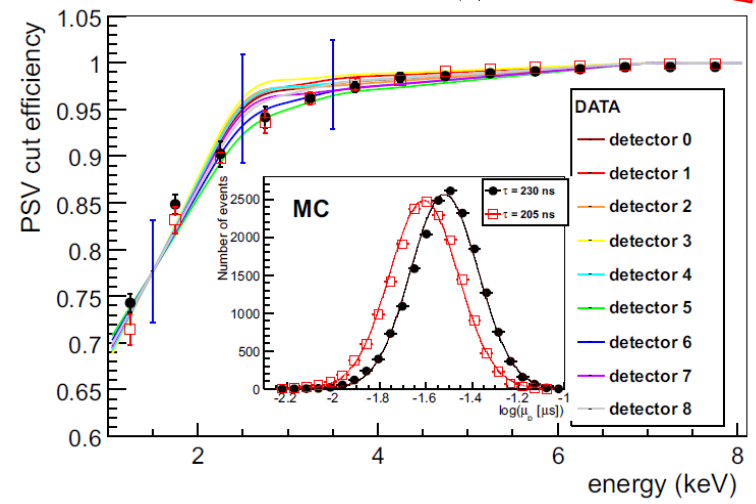 PSV cut efficiency
1.05
1
0.95
0.9
0.85
0.8
0.75
0.7
0.65
0.6
2
4
6
8
energy (keV)
DATA
detector 0
detector 1
detector 2
detector 3
detector 4
detector 5
detector 6
detector 7
detector 8
MC
τ = 230 ns
τ = 205 ns
Number of events
2500
2000
1500
1000
500
0
-2.2
-2
-1.8
-1.6
-1.4
-1.2
-1
log(μp [μs])